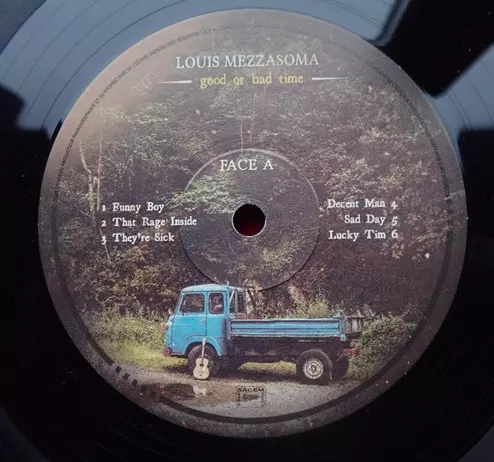 LOUIS MEZZASOMA
good or bad time
FACE A
1 Funny Boy
2 That Rage Inside
3 They're Sick
Decent Man 4
Sad Day 5
Lucky Tim 6
SACEM